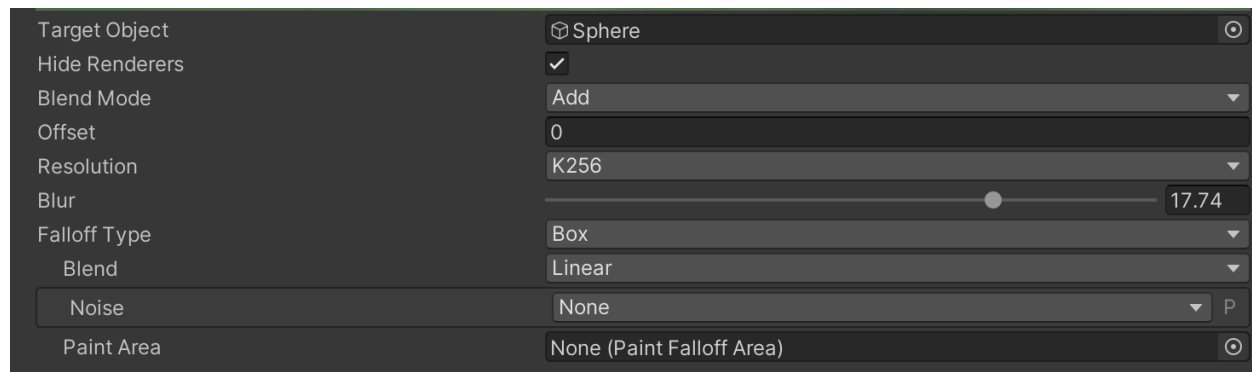 Target Object Sphere
Hide Renderers
Blend Mode Add
Offset 0
Resolution K256
Blur 17.74
Falloff Type Box
Blend Linear
Noise None P
Paint Area None (Paint Falloff Area)